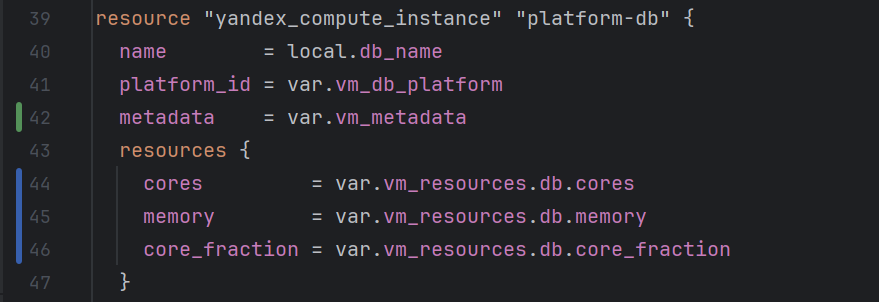 39 resource "yandex_compute_instance" "platform-db" {
40   name        = local.db_name
41   platform_id = var.vm_db_platform
42   metadata    = var.vm_metadata
43   resources {
44     cores         = var.vm_resources.db.cores
45     memory        = var.vm_resources.db.memory
46     core_fraction = var.vm_resources.db.core_fraction
47   }